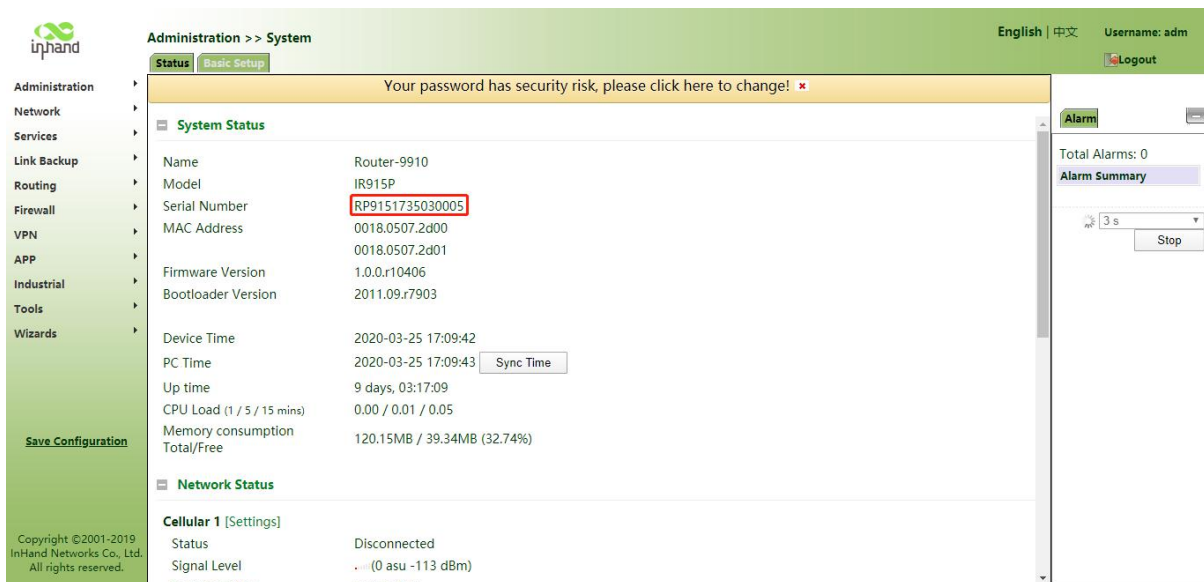 inhand
Administration >> System
English | 中文
Username: adm
Logout
Status
Basic Setup
Your password has security risk, please click here to change!
Administration
Network
Services
Link Backup
Routing
Firewall
VPN
APP
Industrial
Tools
Wizards
Save Configuration
Copyright ©2001-2019
InHand Networks Co., Ltd.
All rights reserved.
System Status
Name Router-9910
Model IR915P
Serial Number RP9151735030005
MAC Address 0018.0507.2d00
0018.0507.2d01
Firmware Version 1.0.0.r10406
Bootloader Version 2011.09.r7903
Device Time 2020-03-25 17:09:42
PC Time 2020-03-25 17:09:43 Sync Time
Up time 9 days, 03:17:09
CPU Load (1 / 5 / 15 mins) 0.00 / 0.01 / 0.05
Memory consumption
Total/Free 120.15MB / 39.34MB (32.74%)
Network Status
Cellular 1 [Settings]
Status Disconnected
Signal Level (0 asu -113 dBm)
Alarm
Total Alarms: 0
Alarm Summary
3 s
Stop